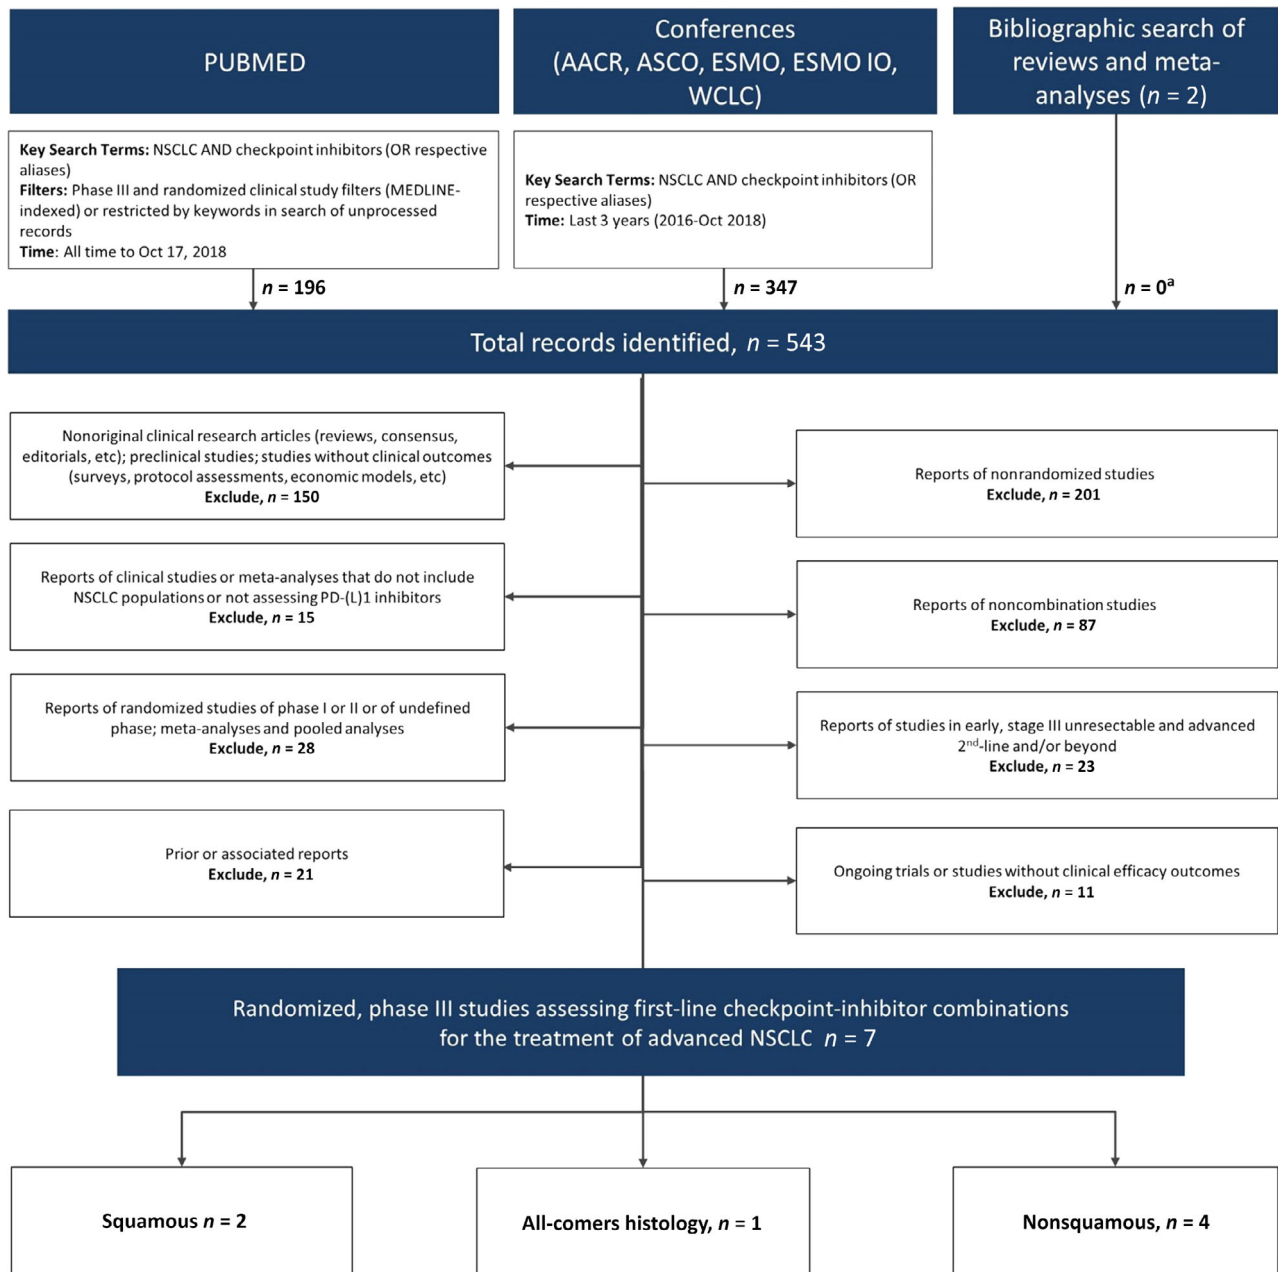 PUBMED
Conferences
(AACR, ASCO, ESMO, ESMO IO,
WCLC)
Bibliographic search of
reviews and meta-
analyses (n = 2)
Key Search Terms: NSCLC AND checkpoint inhibitors (OR respective
aliases)
Filters: Phase III and randomized clinical study filters (MEDLINE-
indexed) or restricted by keywords in search of unprocessed
records
Time: All time to Oct 17, 2018
Key Search Terms: NSCLC AND checkpoint inhibitors (OR
respective aliases)
Time: Last 3 years (2016-Oct 2018)
n = 196
n = 347
n = 0a
Total records identified, n = 543
Nonoriginal clinical research articles (reviews, consensus,
editorials, etc); preclinical studies; studies without clinical outcomes
(surveys, protocol assessments, economic models, etc)
Exclude, n = 150
Reports of nonrandomized studies
Exclude, n = 201
Reports of clinical studies or meta-analyses that do not include
NSCLC populations or not assessing PD-(L)1 inhibitors
Exclude, n = 15
Reports of noncombination studies
Exclude, n = 87
Reports of randomized studies of phase I or II or of undefined
phase; meta-analyses and pooled analyses
Exclude, n = 28
Reports of studies in early, stage III unresectable and advanced
2nd-line and/or beyond
Exclude, n = 23
Prior or associated reports
Exclude, n = 21
Ongoing trials or studies without clinical efficacy outcomes
Exclude, n = 11
Randomized, phase III studies assessing first-line checkpoint-inhibitor combinations
for the treatment of advanced NSCLC n = 7
Squamous n = 2
All-comers histology, n = 1
Nonsquamous, n = 4